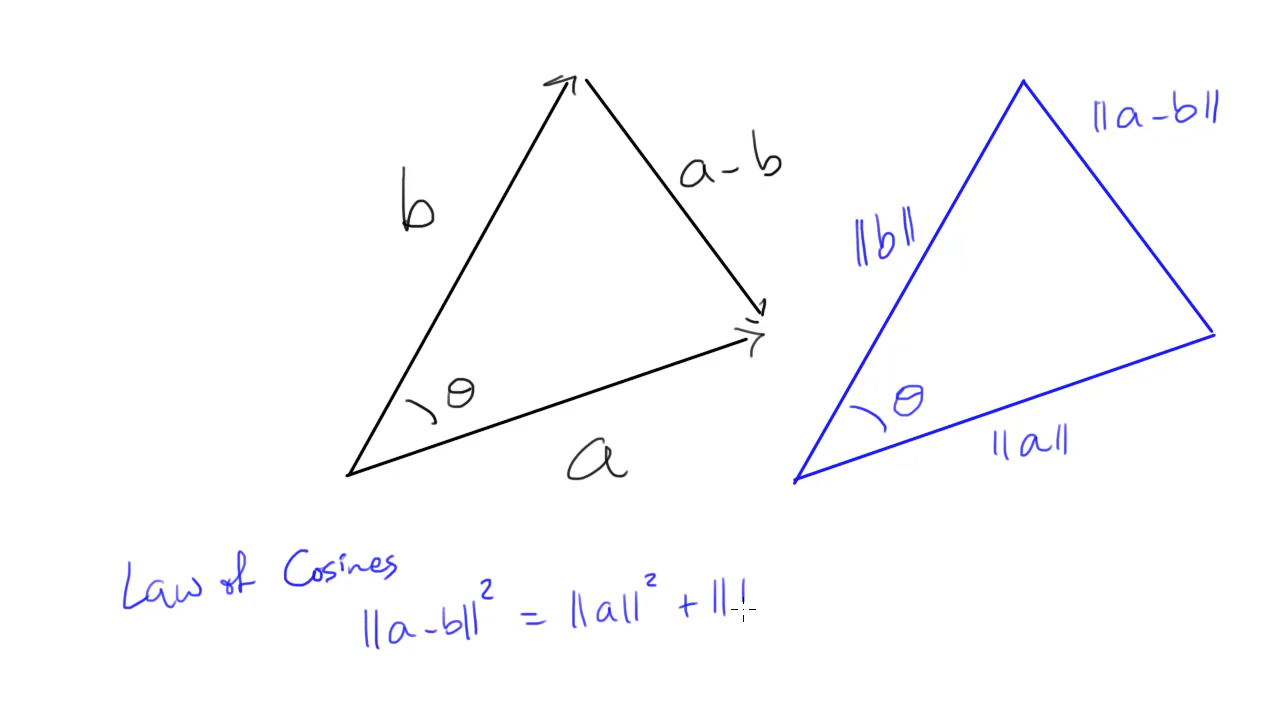 b
a-b
θ
a
||a-b||
||b||
θ
||a||
Law of Cosines
||a-b||² = ||a||² + ||